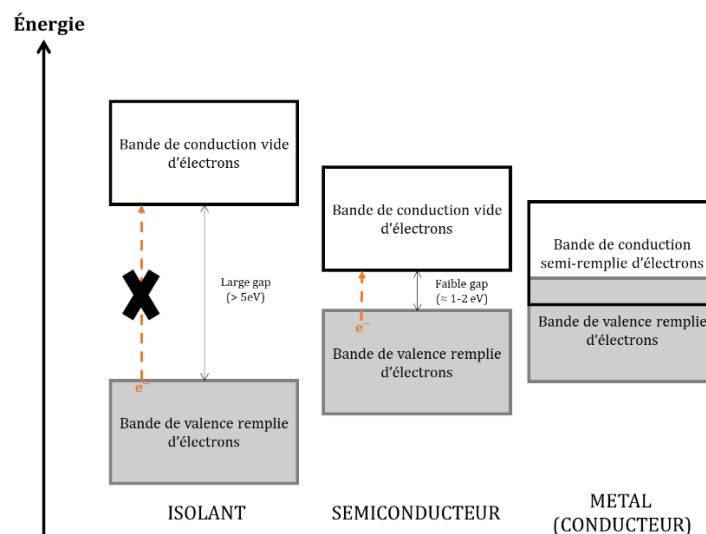 Énergie
Bande de conduction vide
d'électrons
Large gap
(> 5eV)
e⁻
Bande de valence remplie
d'électrons
ISOLANT
Bande de conduction vide
d'électrons
Faible gap
(≈ 1-2 eV)
e⁻
Bande de valence remplie
d'électrons
SEMICONDUCTEUR
Bande de conduction
semi-remplie d'électrons
Bande de valence remplie
d'électrons
METAL
(CONDUCTEUR)